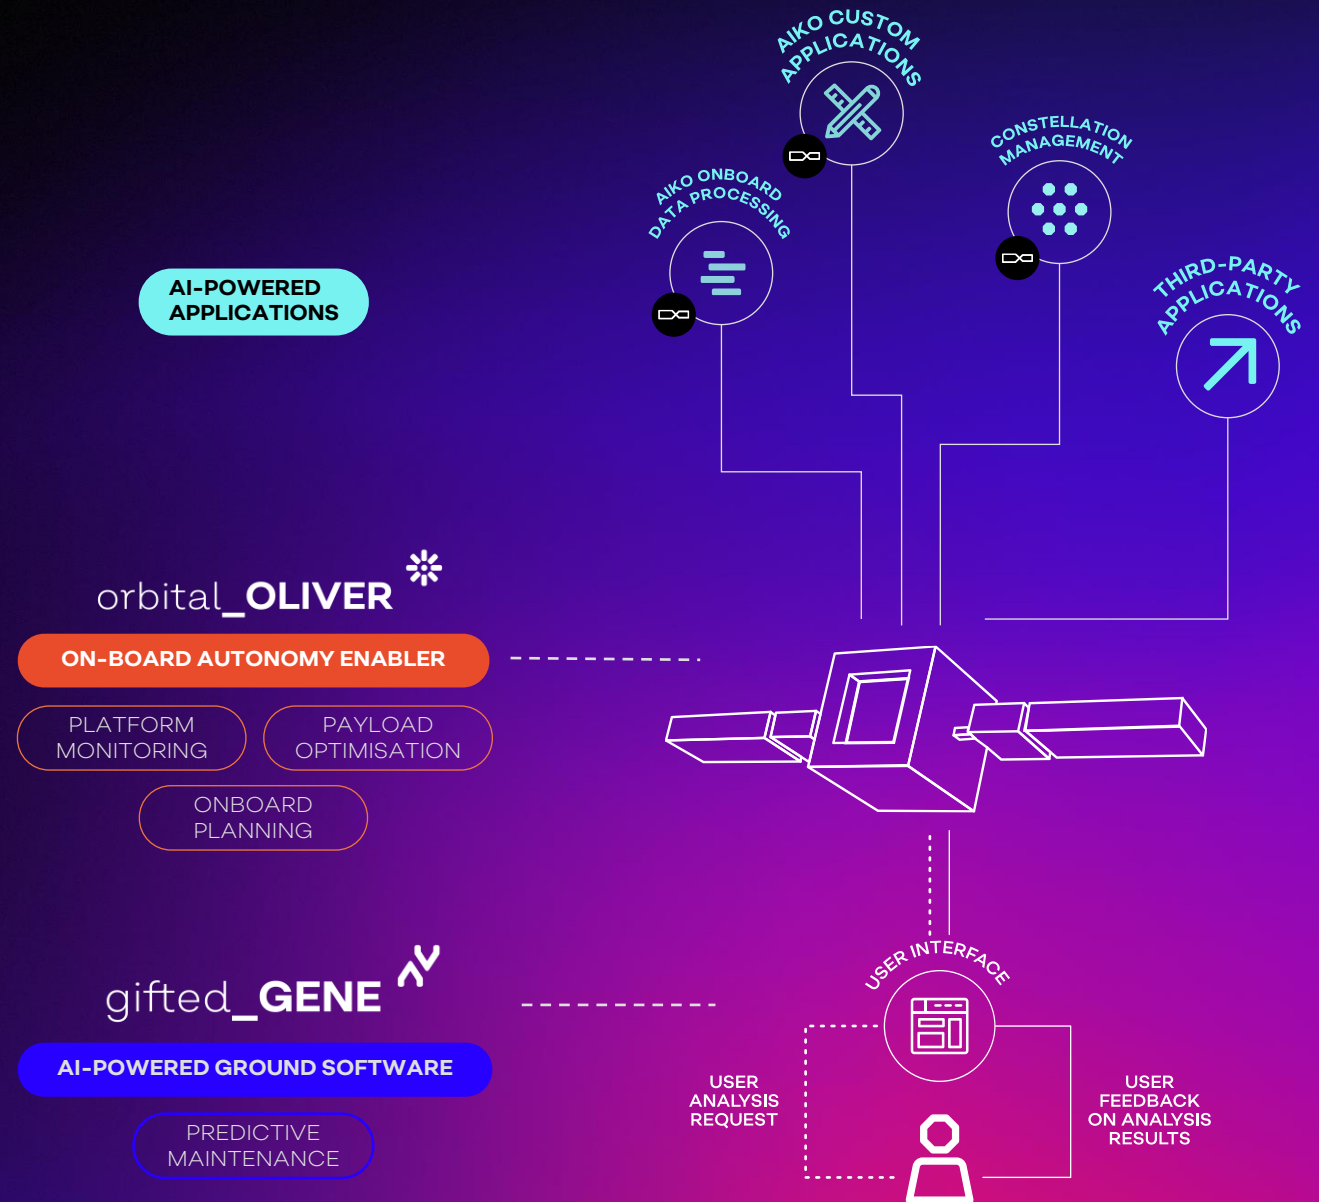 AIKO CUSTOM
APPLICATIONS
CONSTELLATION
MANAGEMENT
AIKO ONBOARD
DATA PROCESSING
THIRD-PARTY
APPLICATIONS
AI-POWERED
APPLICATIONS
orbital_OLIVER
ON-BOARD AUTONOMY ENABLER
PLATFORM
MONITORING
PAYLOAD
OPTIMISATION
ONBOARD
PLANNING
gifted_GENE
AI-POWERED GROUND SOFTWARE
PREDICTIVE
MAINTENANCE
USER INTERFACE
USER
ANALYSIS
REQUEST
USER
FEEDBACK
ON ANALYSIS
RESULTS